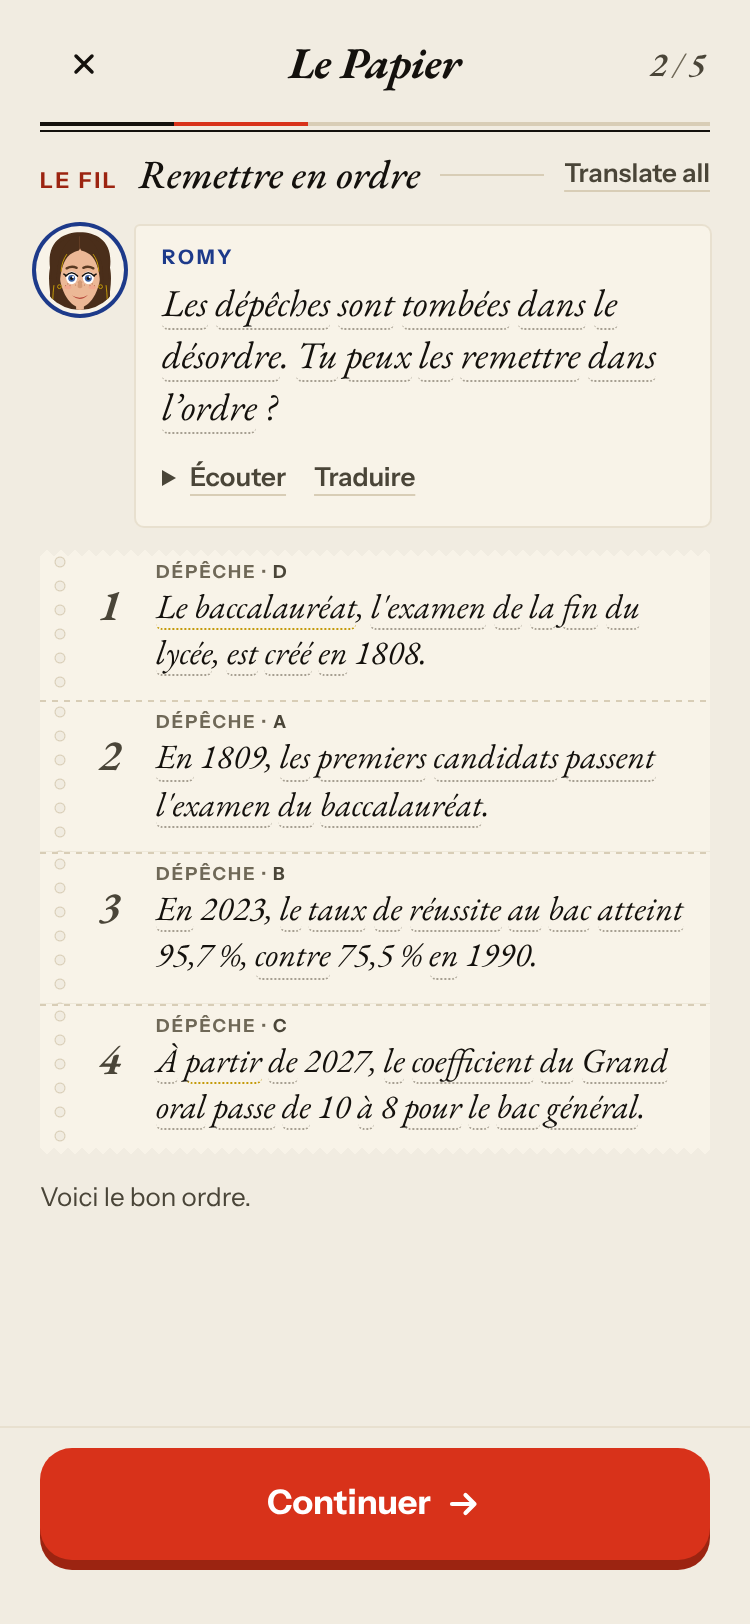 Le Papier
2 / 5
LE FIL Remettre en ordre Translate all
ROMY
Les dépêches sont tombées dans le
désordre. Tu peux les remettre dans
l’ordre ?
Écouter Traduire
DÉPÊCHE · D
1 Le baccalauréat, l'examen de la fin du
lycée, est créé en 1808.
DÉPÊCHE · A
2 En 1809, les premiers candidats passent
l'examen du baccalauréat.
DÉPÊCHE · B
3 En 2023, le taux de réussite au bac atteint
95,7 %, contre 75,5 % en 1990.
DÉPÊCHE · C
4 À partir de 2027, le coefficient du Grand
oral passe de 10 à 8 pour le bac général.
Voici le bon ordre.
Continuer →